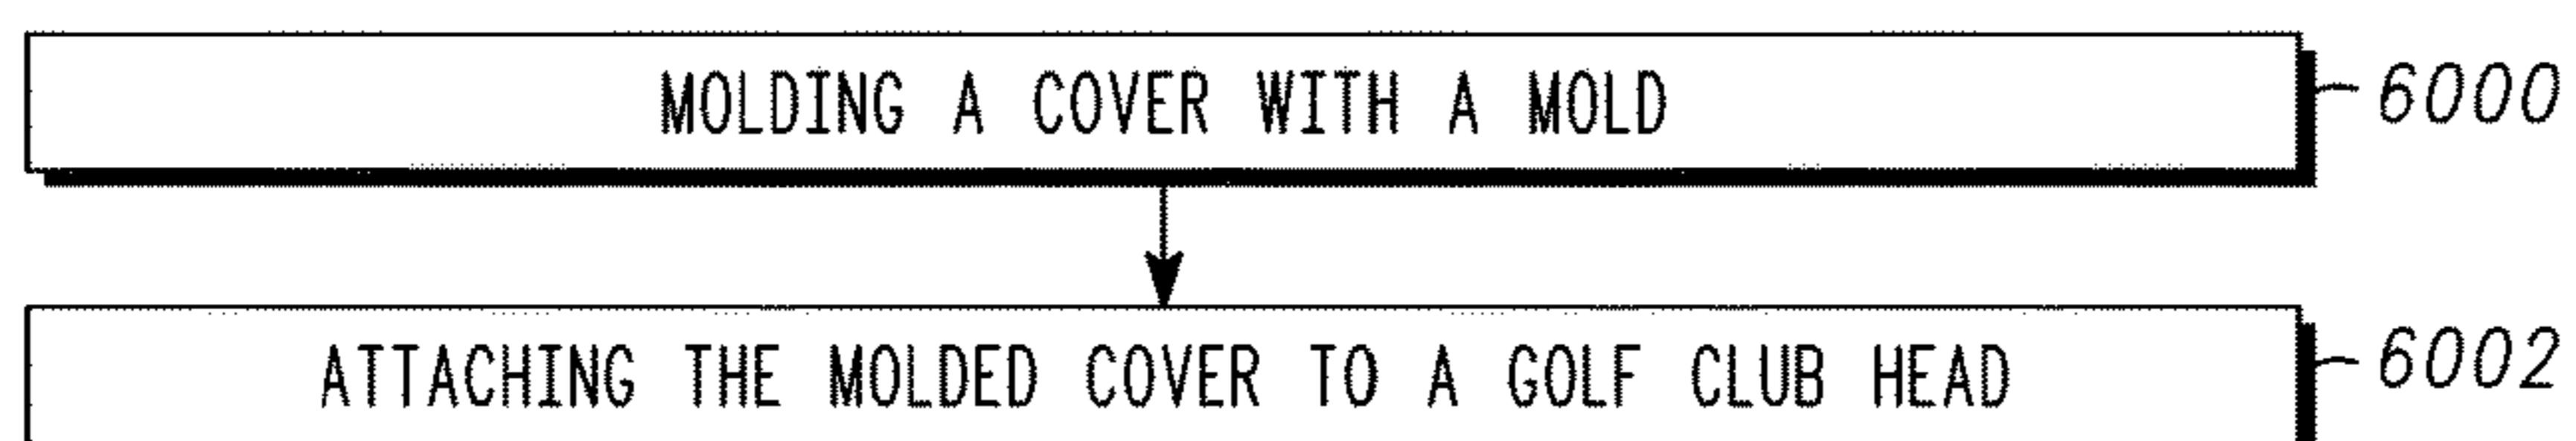 MOLDING A COVER WITH A MOLD 6000
ATTACHING THE MOLDED COVER TO A GOLF CLUB HEAD 6002